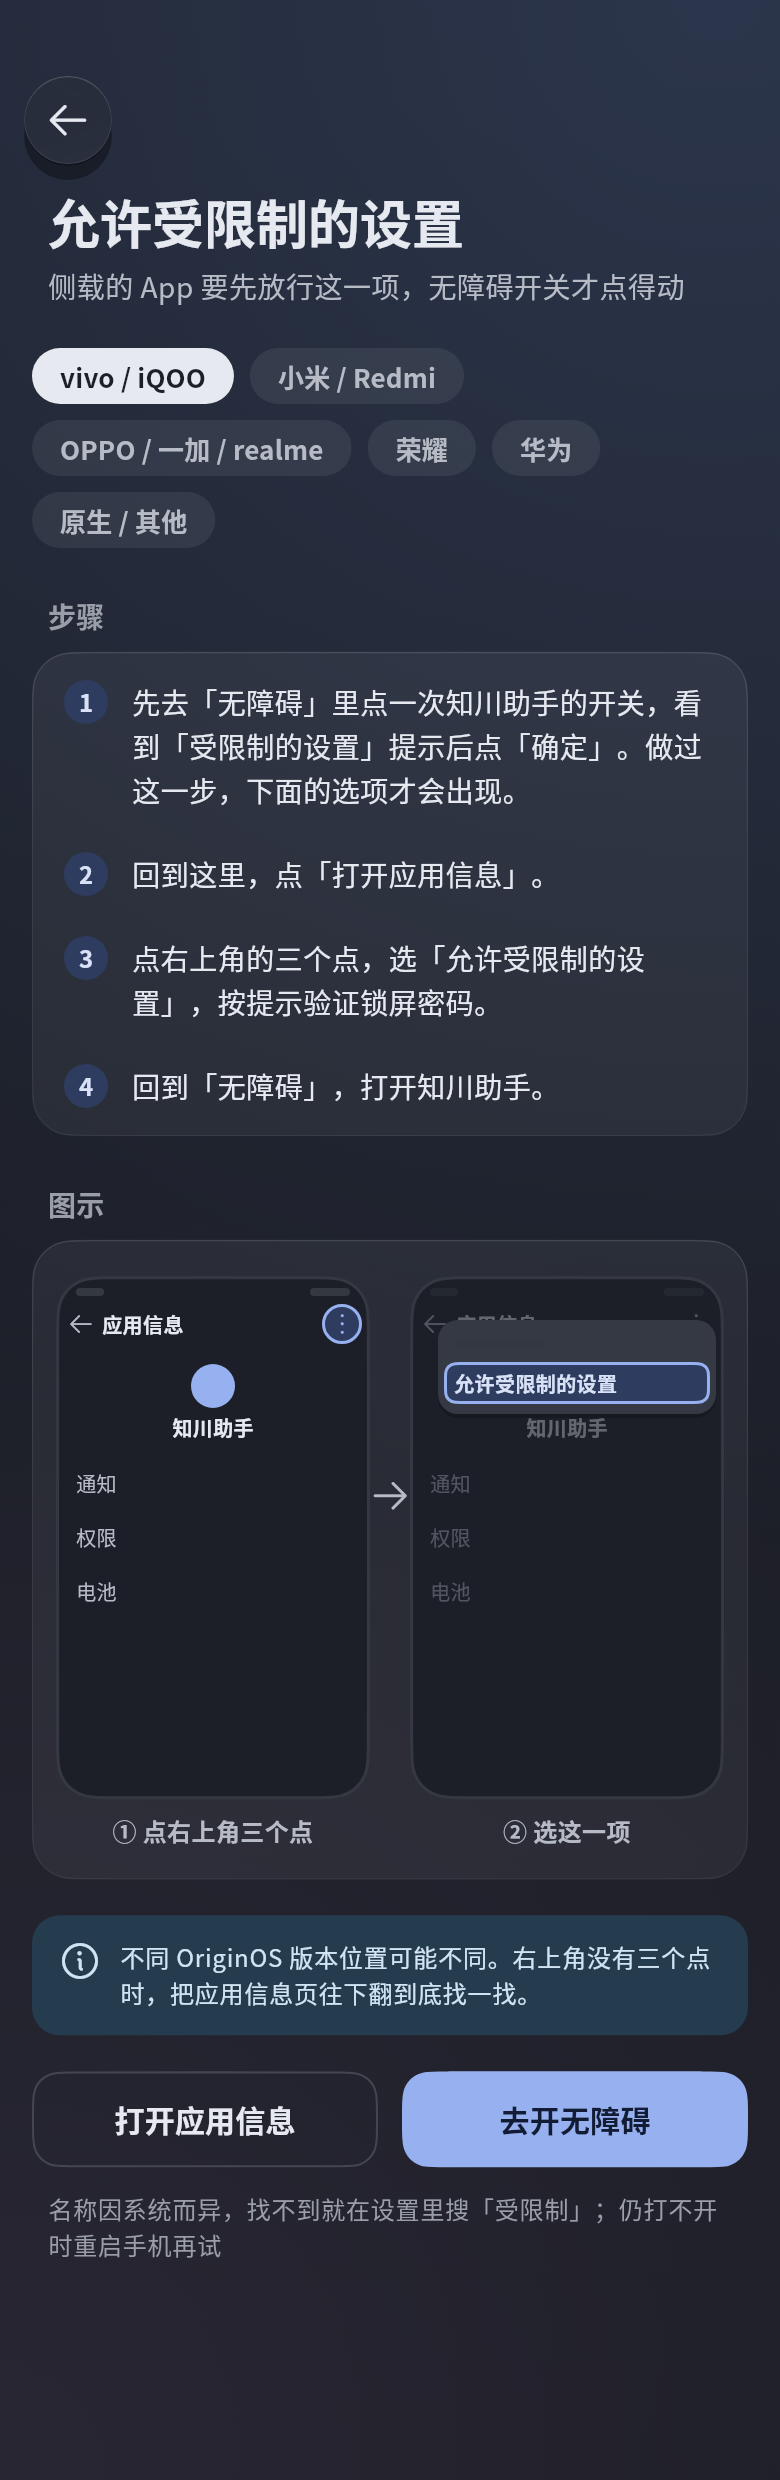 允许受限制的设置
侧载的 App 要先放行这一项，无障碍开关才点得动
vivo / iQOO
小米 / Redmi
OPPO / 一加 / realme
荣耀
华为
原生 / 其他
步骤
1
先去「无障碍」里点一次知川助手的开关，看
到「受限制的设置」提示后点「确定」。做过
这一步，下面的选项才会出现。
2
回到这里，点「打开应用信息」。
3
点右上角的三个点，选「允许受限制的设
置」，按提示验证锁屏密码。
4
回到「无障碍」，打开知川助手。
图示
应用信息
知川助手
通知
权限
电池
① 点右上角三个点
应用信息
允许受限制的设置
知川助手
通知
权限
电池
② 选这一项
不同 OriginOS 版本位置可能不同。右上角没有三个点
时，把应用信息页往下翻到底找一找。
打开应用信息
去开无障碍
名称因系统而异，找不到就在设置里搜「受限制」；仍打不开
时重启手机再试